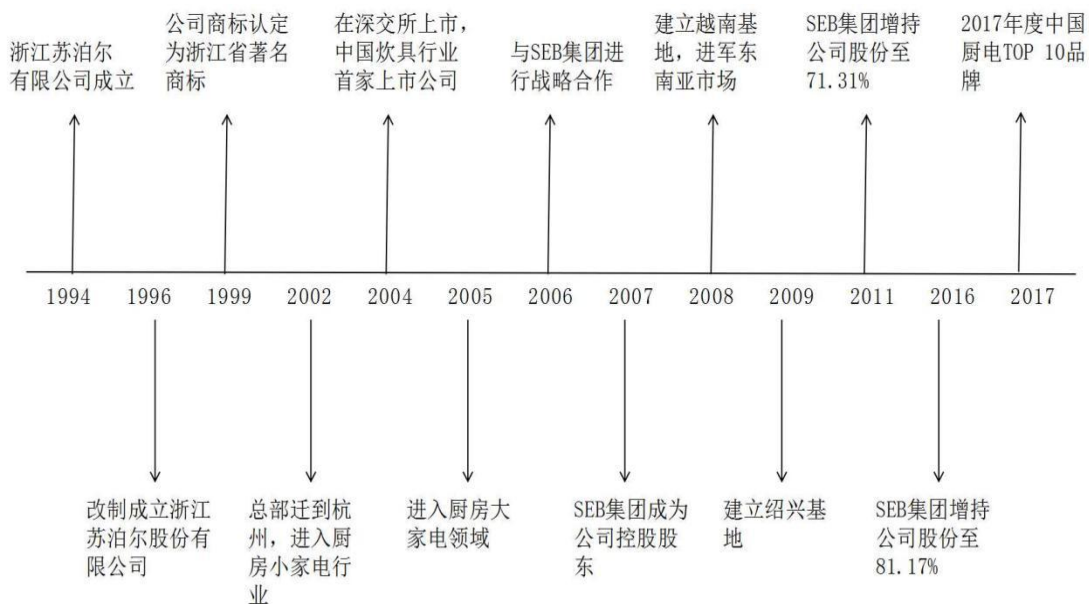 浙江苏泊尔
有限公司成立
公司商标认定
为浙江省著名
商标
在深交所上市,
中国炊具行业
首家上市公司
与SEB集团进
行战略合作
建立越南基
地，进军东
南亚市场
SEB集团增持
公司股份至
71.31%
2017年度中国
厨电TOP 10品
牌
1994 1996 1999 2002 2004 2005 2006 2007 2008 2009 2011 2016 2017
改制成立浙江
苏泊尔股份有
限公司
总部迁到杭
州，进入厨
房小家电行
业
进入厨房大
家电领域
SEB集团成为
公司控股股
东
建立绍兴基
地
SEB集团增持
公司股份至
81.17%